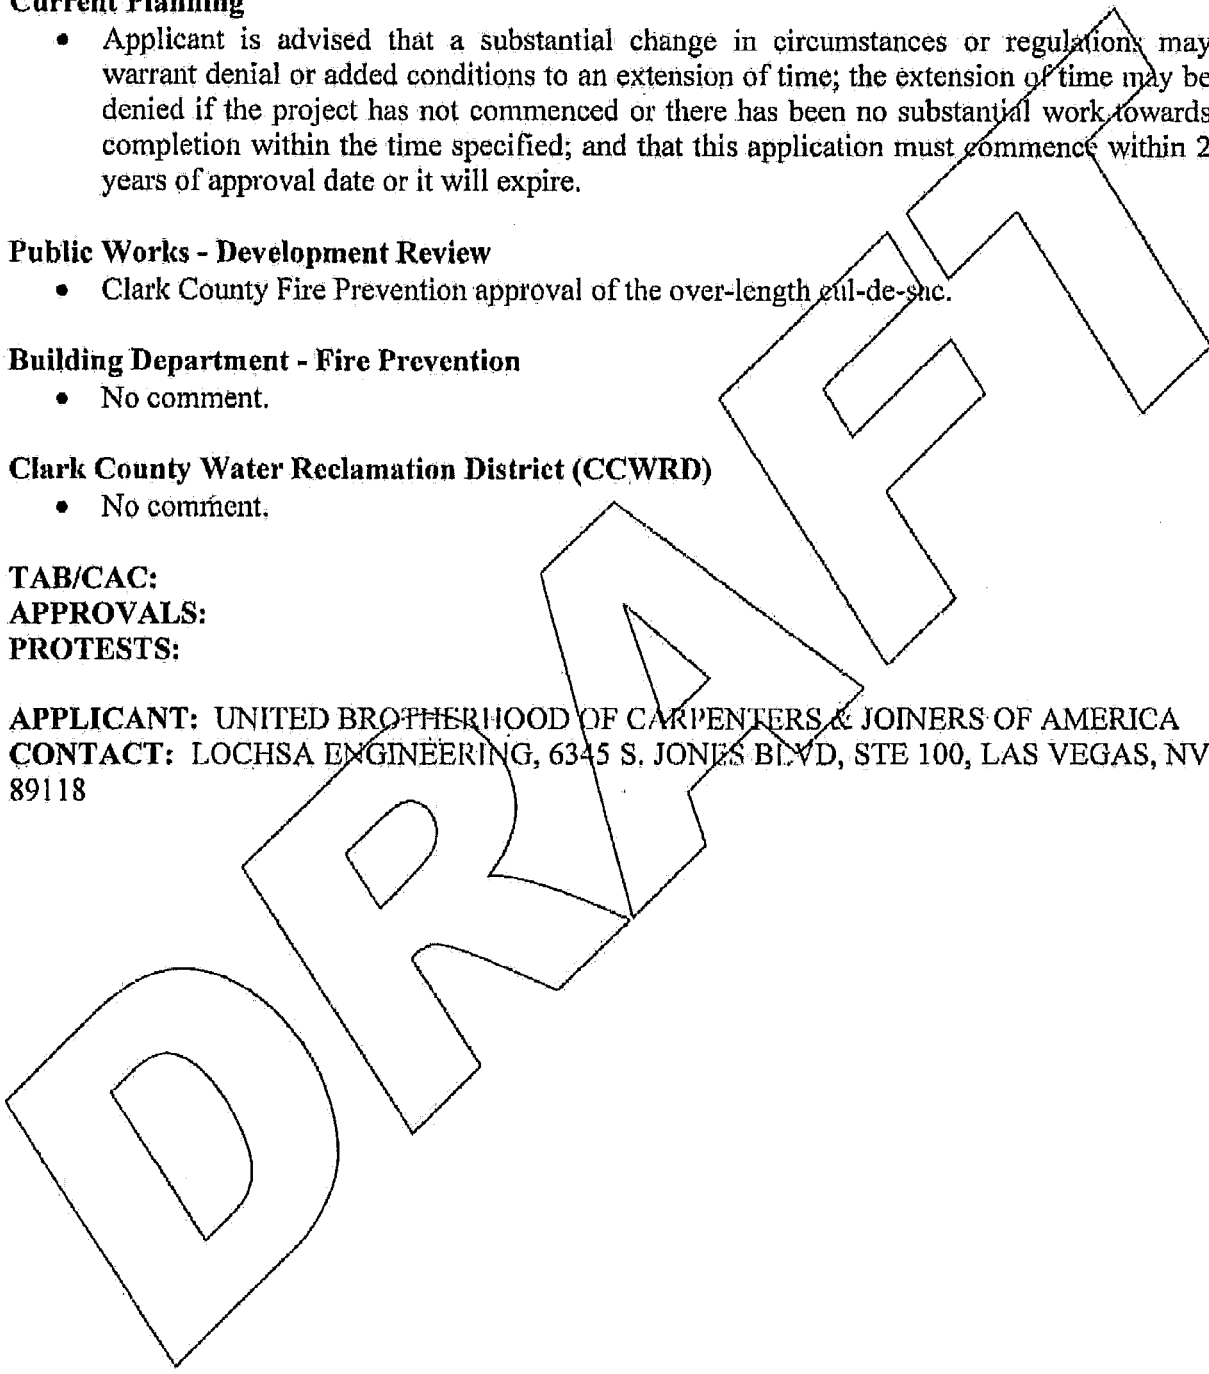 Current Planning
• Applicant is advised that a substantial change in circumstances or regulations may
warrant denial or added conditions to an extension of time; the extension of time may be
denied if the project has not commenced or there has been no substantial work towards
completion within the time specified; and that this application must commence within 2
years of approval date or it will expire.
Public Works - Development Review
• Clark County Fire Prevention approval of the over-length cul-de-sac.
Building Department - Fire Prevention
• No comment.
Clark County Water Reclamation District (CCWRD)
• No comment.
TAB/CAC:
APPROVALS:
PROTESTS:
APPLICANT: UNITED BROTHERHOOD OF CARPENTERS & JOINERS OF AMERICA
CONTACT: LOCHSA ENGINEERING, 6345 S. JONES BLVD, STE 100, LAS VEGAS, NV
89118
DRAFT